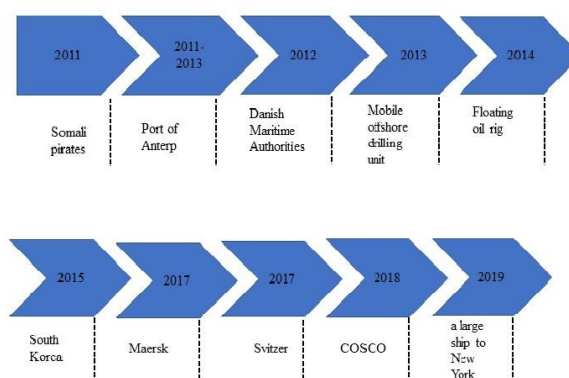 2011
2011-
2013
2012
2013
2014
Somali
pirates
Port of
Anterp
Danish
Maritime
Authorities
Mobile
offshore
drilling
unit
Floating
oil rig
2015
2017
2017
2018
2019
South
Korea
Maersk
Svitzer
COSCO
a large
ship to
New
York